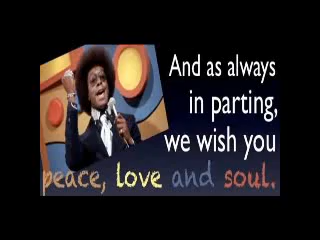 And as always
in parting,
we wish you
peace, love and soul.